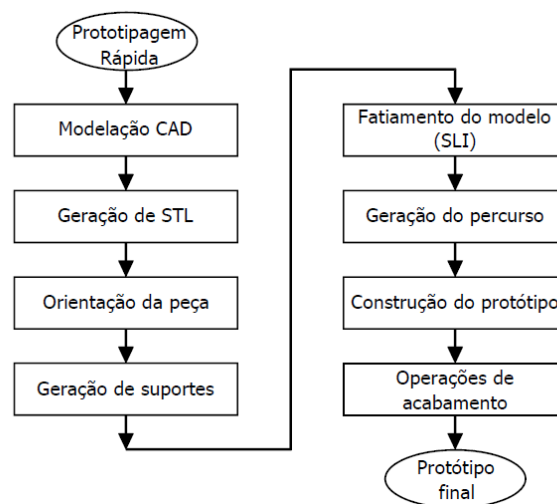 Prototipagem
Rápida
Modelação CAD
Geração de STL
Orientação da peça
Geração de suportes
Fatiamento do modelo
(SLI)
Geração do percurso
Construção do protótipo
Operações de
acabamento
Protótipo
final